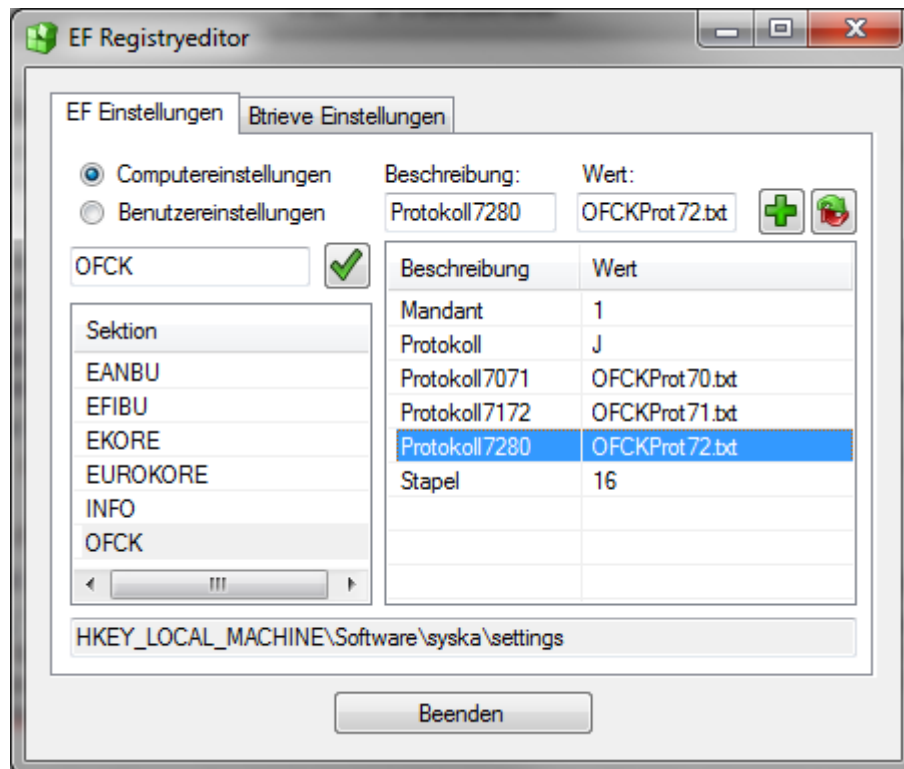 EF Registryeditor
EF Einstellungen
Btrieve Einstellungen
Computereinstellungen
Benutzereinstellungen
Beschreibung:
Wert:
Protokoll7280
OFCKProt72.txt
OFCK
Sektion
EANBU
EFIBU
EKORE
EUROKORE
INFO
OFCK
Beschreibung Wert
Mandant 1
Protokoll J
Protokoll7071 OFCKProt70.txt
Protokoll7172 OFCKProt71.txt
Protokoll7280 OFCKProt72.txt
Stapel 16
HKEY_LOCAL_MACHINE\Software\syska\settings
Beenden